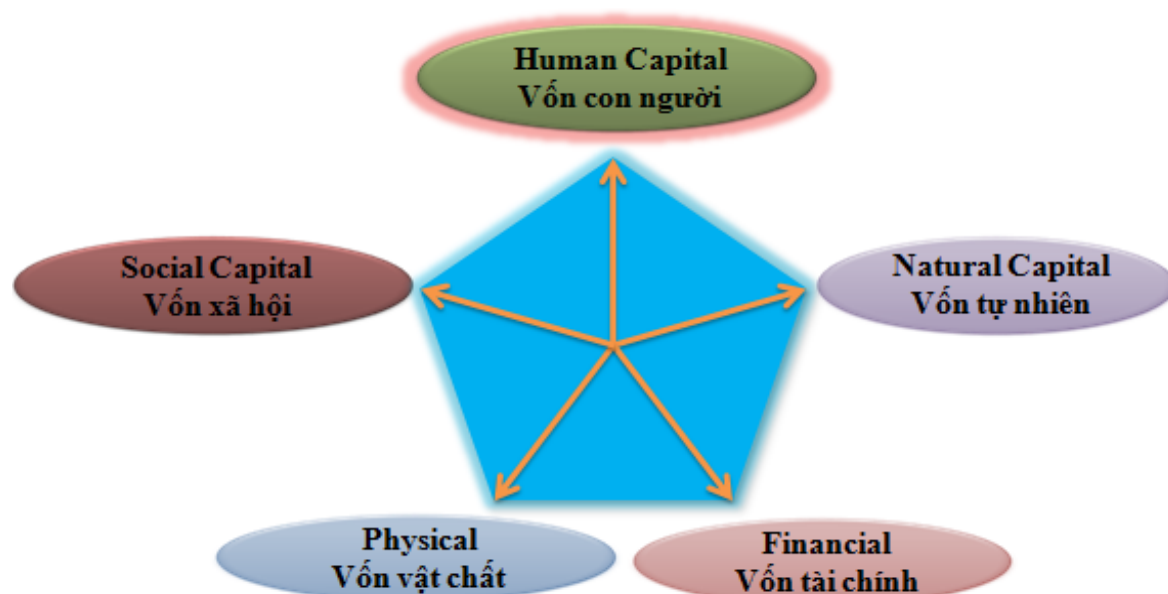 Human Capital
Vốn con người
Social Capital
Vốn xã hội
Natural Capital
Vốn tự nhiên
Physical
Vốn vật chất
Financial
Vốn tài chính